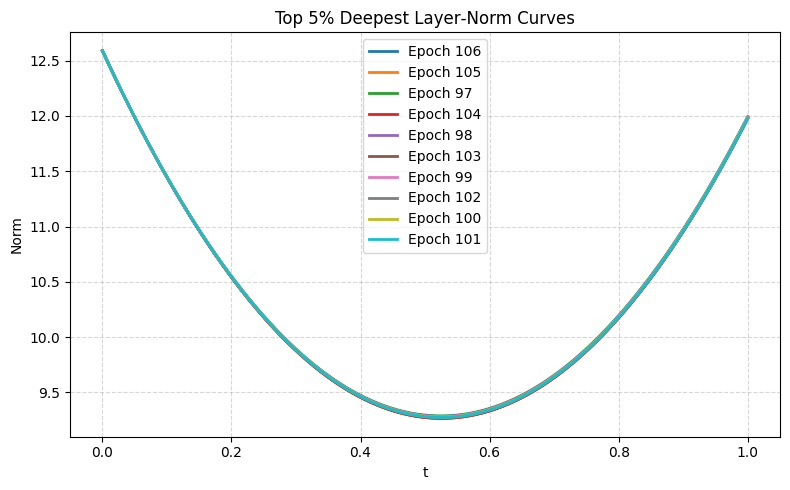 Top 5% Deepest Layer-Norm Curves
Epoch 106
Epoch 105
Epoch 97
Epoch 104
Epoch 98
Epoch 103
Epoch 99
Epoch 102
Epoch 100
Epoch 101
Norm
12.5
12.0
11.5
11.0
10.5
10.0
9.5
0.0 0.2 0.4 0.6 0.8 1.0
t